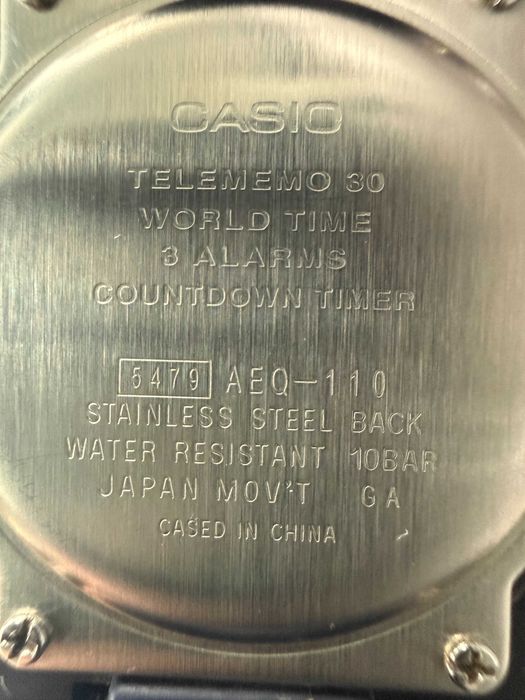 CASIO
TELEMEMO 30
WORLD TIME
3 ALARMS
COUNTDOWN TIMER
5479 AEQ-110
STAINLESS STEEL BACK
WATER RESISTANT 10BAR
JAPAN MOV'T GA
CASED IN CHINA